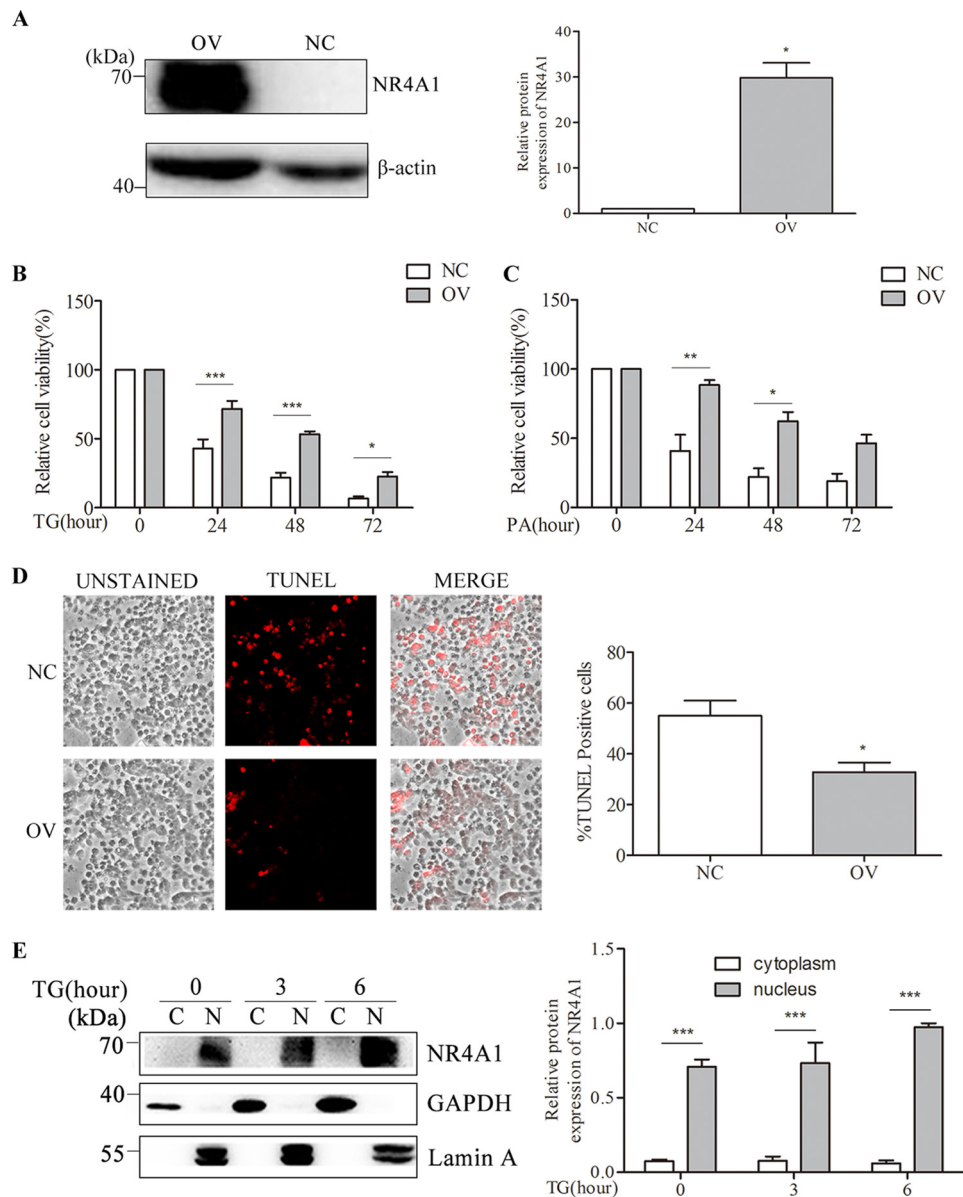 A
OV NC
(kDa)
70
NR4A1
40
β-actin
Relative protein
expression of NR4A1
40
30
20
10
0
*
NC OV
B
NC
OV
Relative cell viability(%)
150
100
50
0
***
***
*
TG(hour) 0 24 48 72
C
NC
OV
Relative cell viability(%)
150
100
50
0
**
*
PA(hour) 0 24 48 72
D
UNSTAINED TUNEL MERGE
NC
OV
%TUNEL Positive cells
80
60
40
20
0
*
NC OV
E
TG(hour) 0 3 6
(kDa) C N C N C N
70
NR4A1
40
GAPDH
55
Lamin A
Relative protein
expression of NR4A1
1.5
1.0
0.5
0.0
cytoplasm
nucleus
***
***
***
TG(hour) 0 3 6